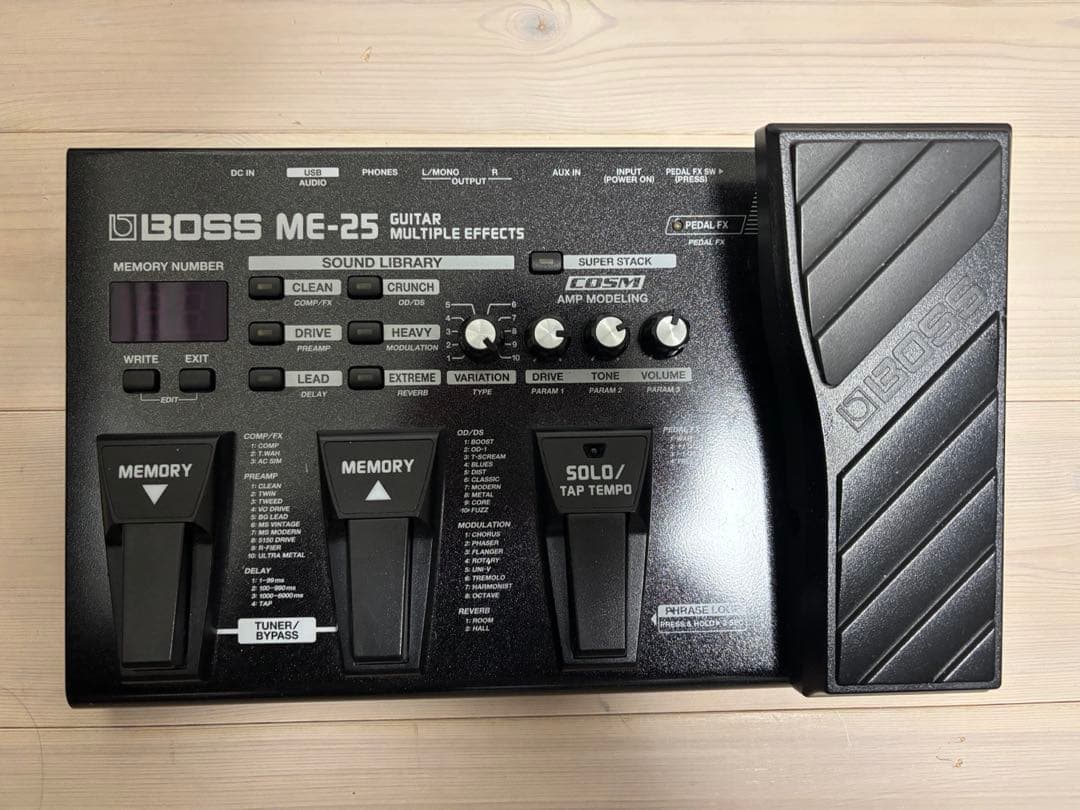 DC IN
USB
AUDIO
PHONES
L/MONO R
OUTPUT
AUX IN
INPUT
(POWER ON)
PEDAL FX SW
(PRESS)
BOSS ME-25 GUITAR
MULTIPLE EFFECTS
PEDAL FX
PEDAL FX
MEMORY NUMBER
SOUND LIBRARY
SUPER STACK
COSM
AMP MODELING
CLEAN
COMP/FX
CRUNCH
OD/DS
DRIVE
PREAMP
HEAVY
MODULATION
LEAD
DELAY
EXTREME
REVERB
WRITE EXIT
EDIT
5 6
4 7
3 8
2 9
1 10
VARIATION
TYPE
DRIVE
PARAM 1
TONE
PARAM 2
VOLUME
PARAM 3
BOSS
MEMORY
MEMORY
SOLO/
TAP TEMPO
COMP/FX
1: COMP
2: T.WAH
3: AC SIM
PREAMP
1: CLEAN
2: TWIN
3: TWEED
4: VO DRIVE
5: BG LEAD
6: MS VINTAGE
7: MS MODERN
8: 5150 DRIVE
9: R-FIER
10: ULTRA METAL
DELAY
1: 1-99ms
2: 100-990ms
3: 1000-6000ms
4: TAP
TUNER/
BYPASS
OD/DS
1: BOOST
2: OD-1
3: T-SCREAM
4: BLUES
5: DIST
6: CLASSIC
7: MODERN
8: METAL
9: CORE
10: FUZZ
MODULATION
1: CHORUS
2: PHASER
3: FLANGER
4: ROTARY
5: UNI-V
6: TREMOLO
7: HARMONIST
8: OCTAVE
REVERB
1: ROOM
2: HALL
PEDAL FX
PHRASE LOOP
PRESS & HOLD 2 SEC